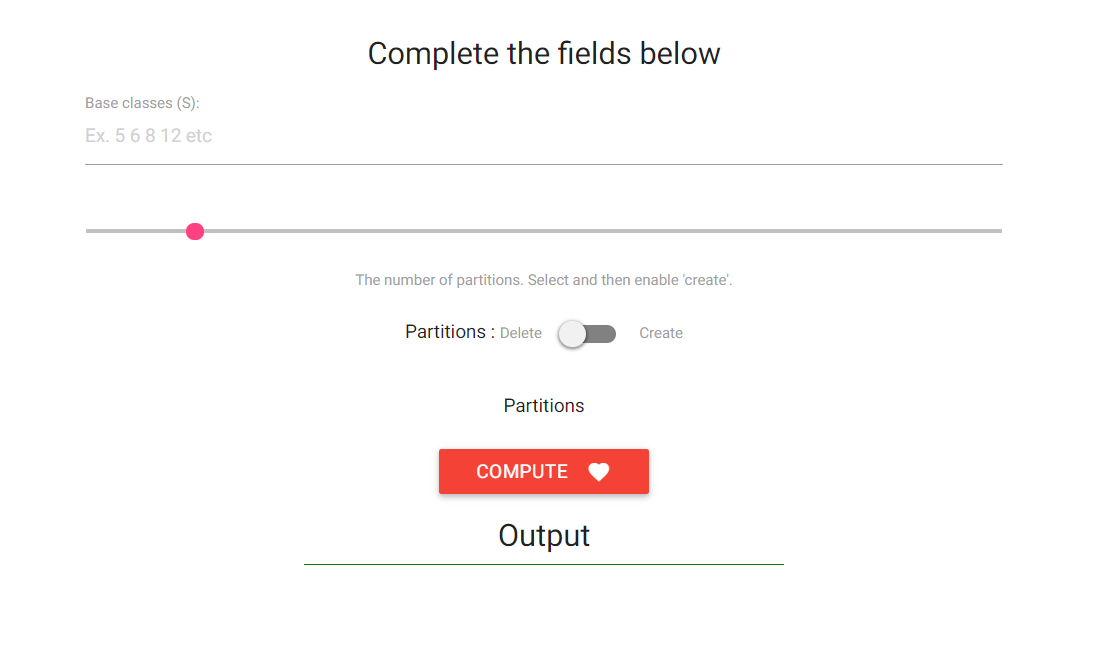 Complete the fields below
Base classes (S):
Ex. 5 6 8 12 etc
The number of partitions. Select and then enable 'create'.
Partitions : Delete Create
Partitions
COMPUTE
Output